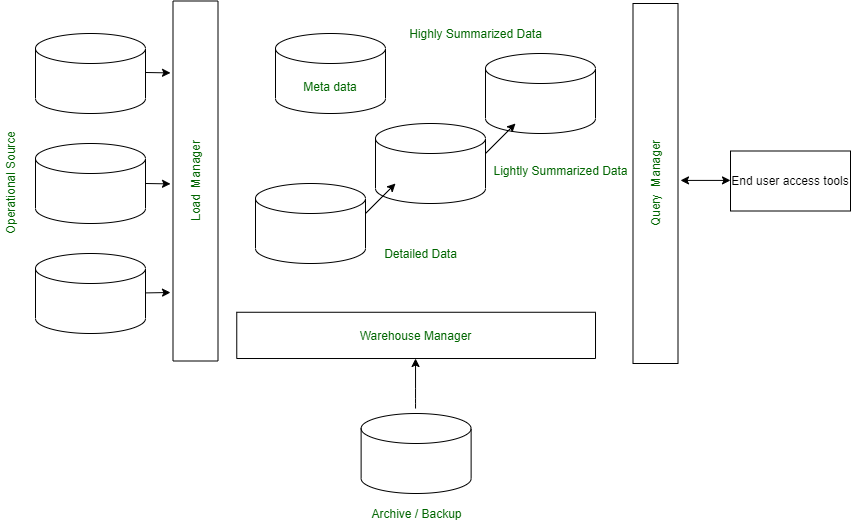 Operational Source
Load Manager
Highly Summarized Data
Meta data
Lightly Summarized Data
Detailed Data
Warehouse Manager
Archive / Backup
Query Manager
End user access tools